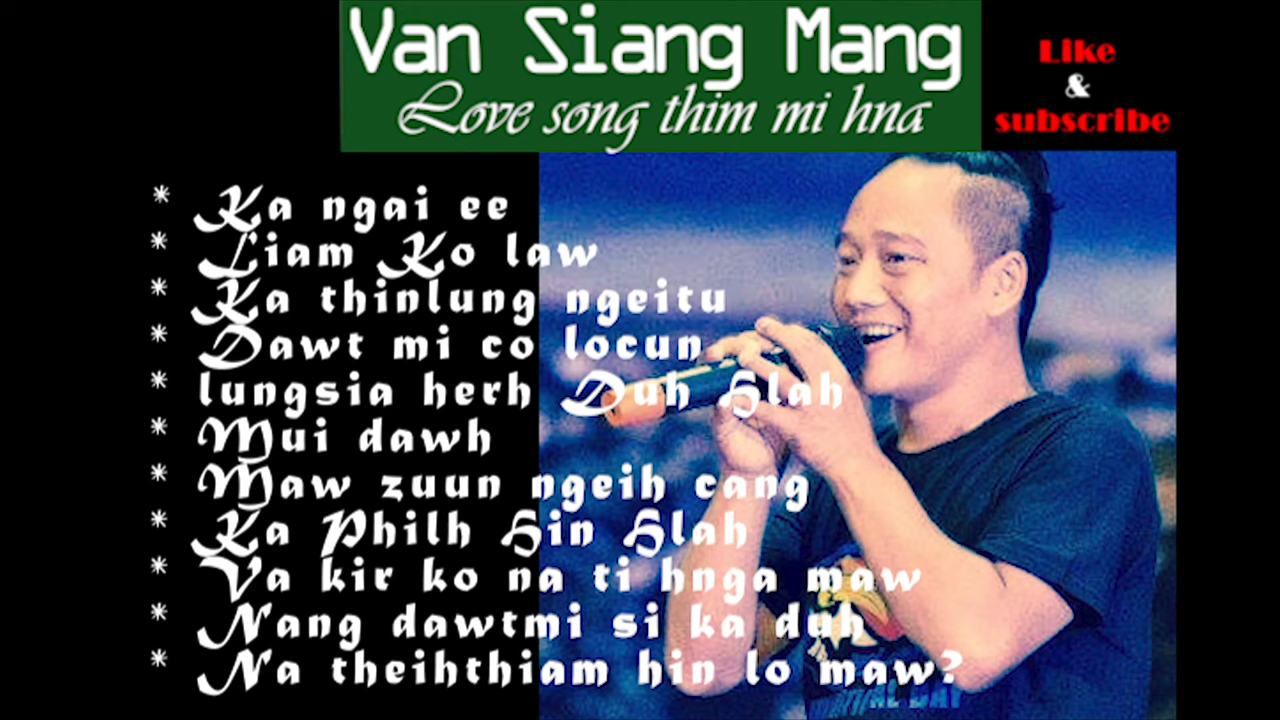 Van Siang Mang
Love song thim mi hna
Like
&
subscribe
* Ka ngai ee
* Liam Ko law
* Ka thinlung ngeitu
* Dawt mi co locun
* lungsia herh Duh Hlah
* Mui dawh
* Maw zuun ngeih cang
* Ka Philh Hin Hlah
* Va kir ko na ti hnga maw
* Nang dawtmi si ka duh
* Na theihthiam hin lo maw?